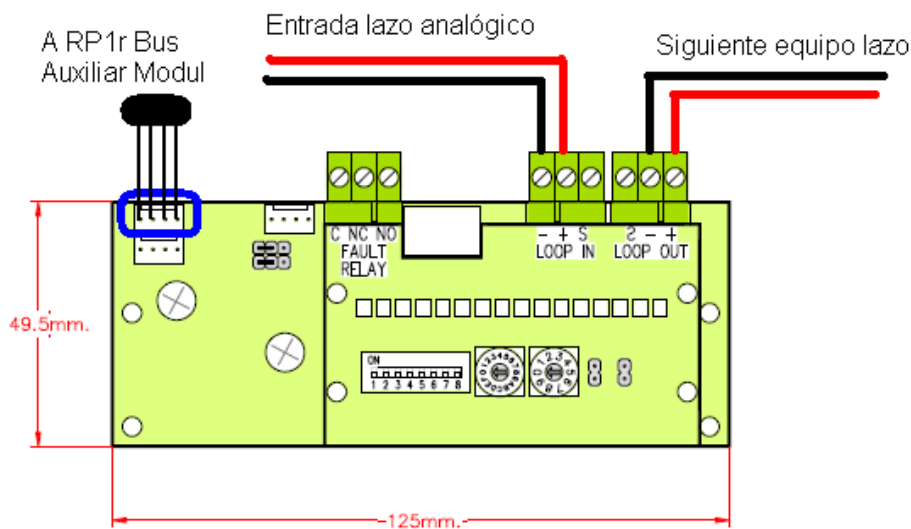 A RP1r Bus
Auxiliar Modul
Entrada lazo analógico
Siguiente equipo lazo
C NC NO
FAULT
RELAY
- + S
LOOP IN
S - +
LOOP OUT
49.5mm.
ON
1 2 3 4 5 6 7 8
-125mm.-